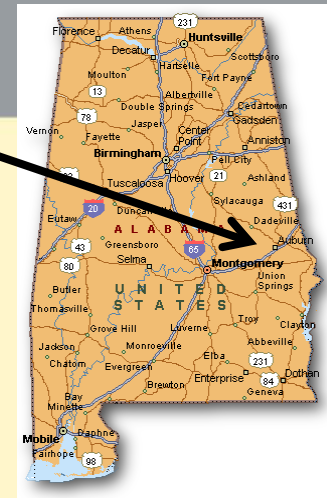 231
Florence
Athens
Huntsville
Decatur
Scottsboro
Hartselle
Moulton
Fort Payne
13
Albertville
Double Springs
Cedartown
78
Gadsden
Jasper
Center
Point
Vernon
Fayette
Anniston
Birmingham
Pell City
Hoover
21
Ashland
Tuscaloosa
Sylacauga
20
431
Dadeville
Eutaw
ALABAMA
Auburn
43
Greensboro
65
Selma
80
Montgomery
Union
Springs
Butler
UNITED
STATES
Thomasville
Troy
Clayton
Grove Hill
Luverne
Jackson
Monroeville
Abbeville
Chatom
Evergreen
Elba
231
Enterprise
84
Dothan
Brewton
Geneva
Bay
Minette
Mobile
Daphne
Fairhope
98